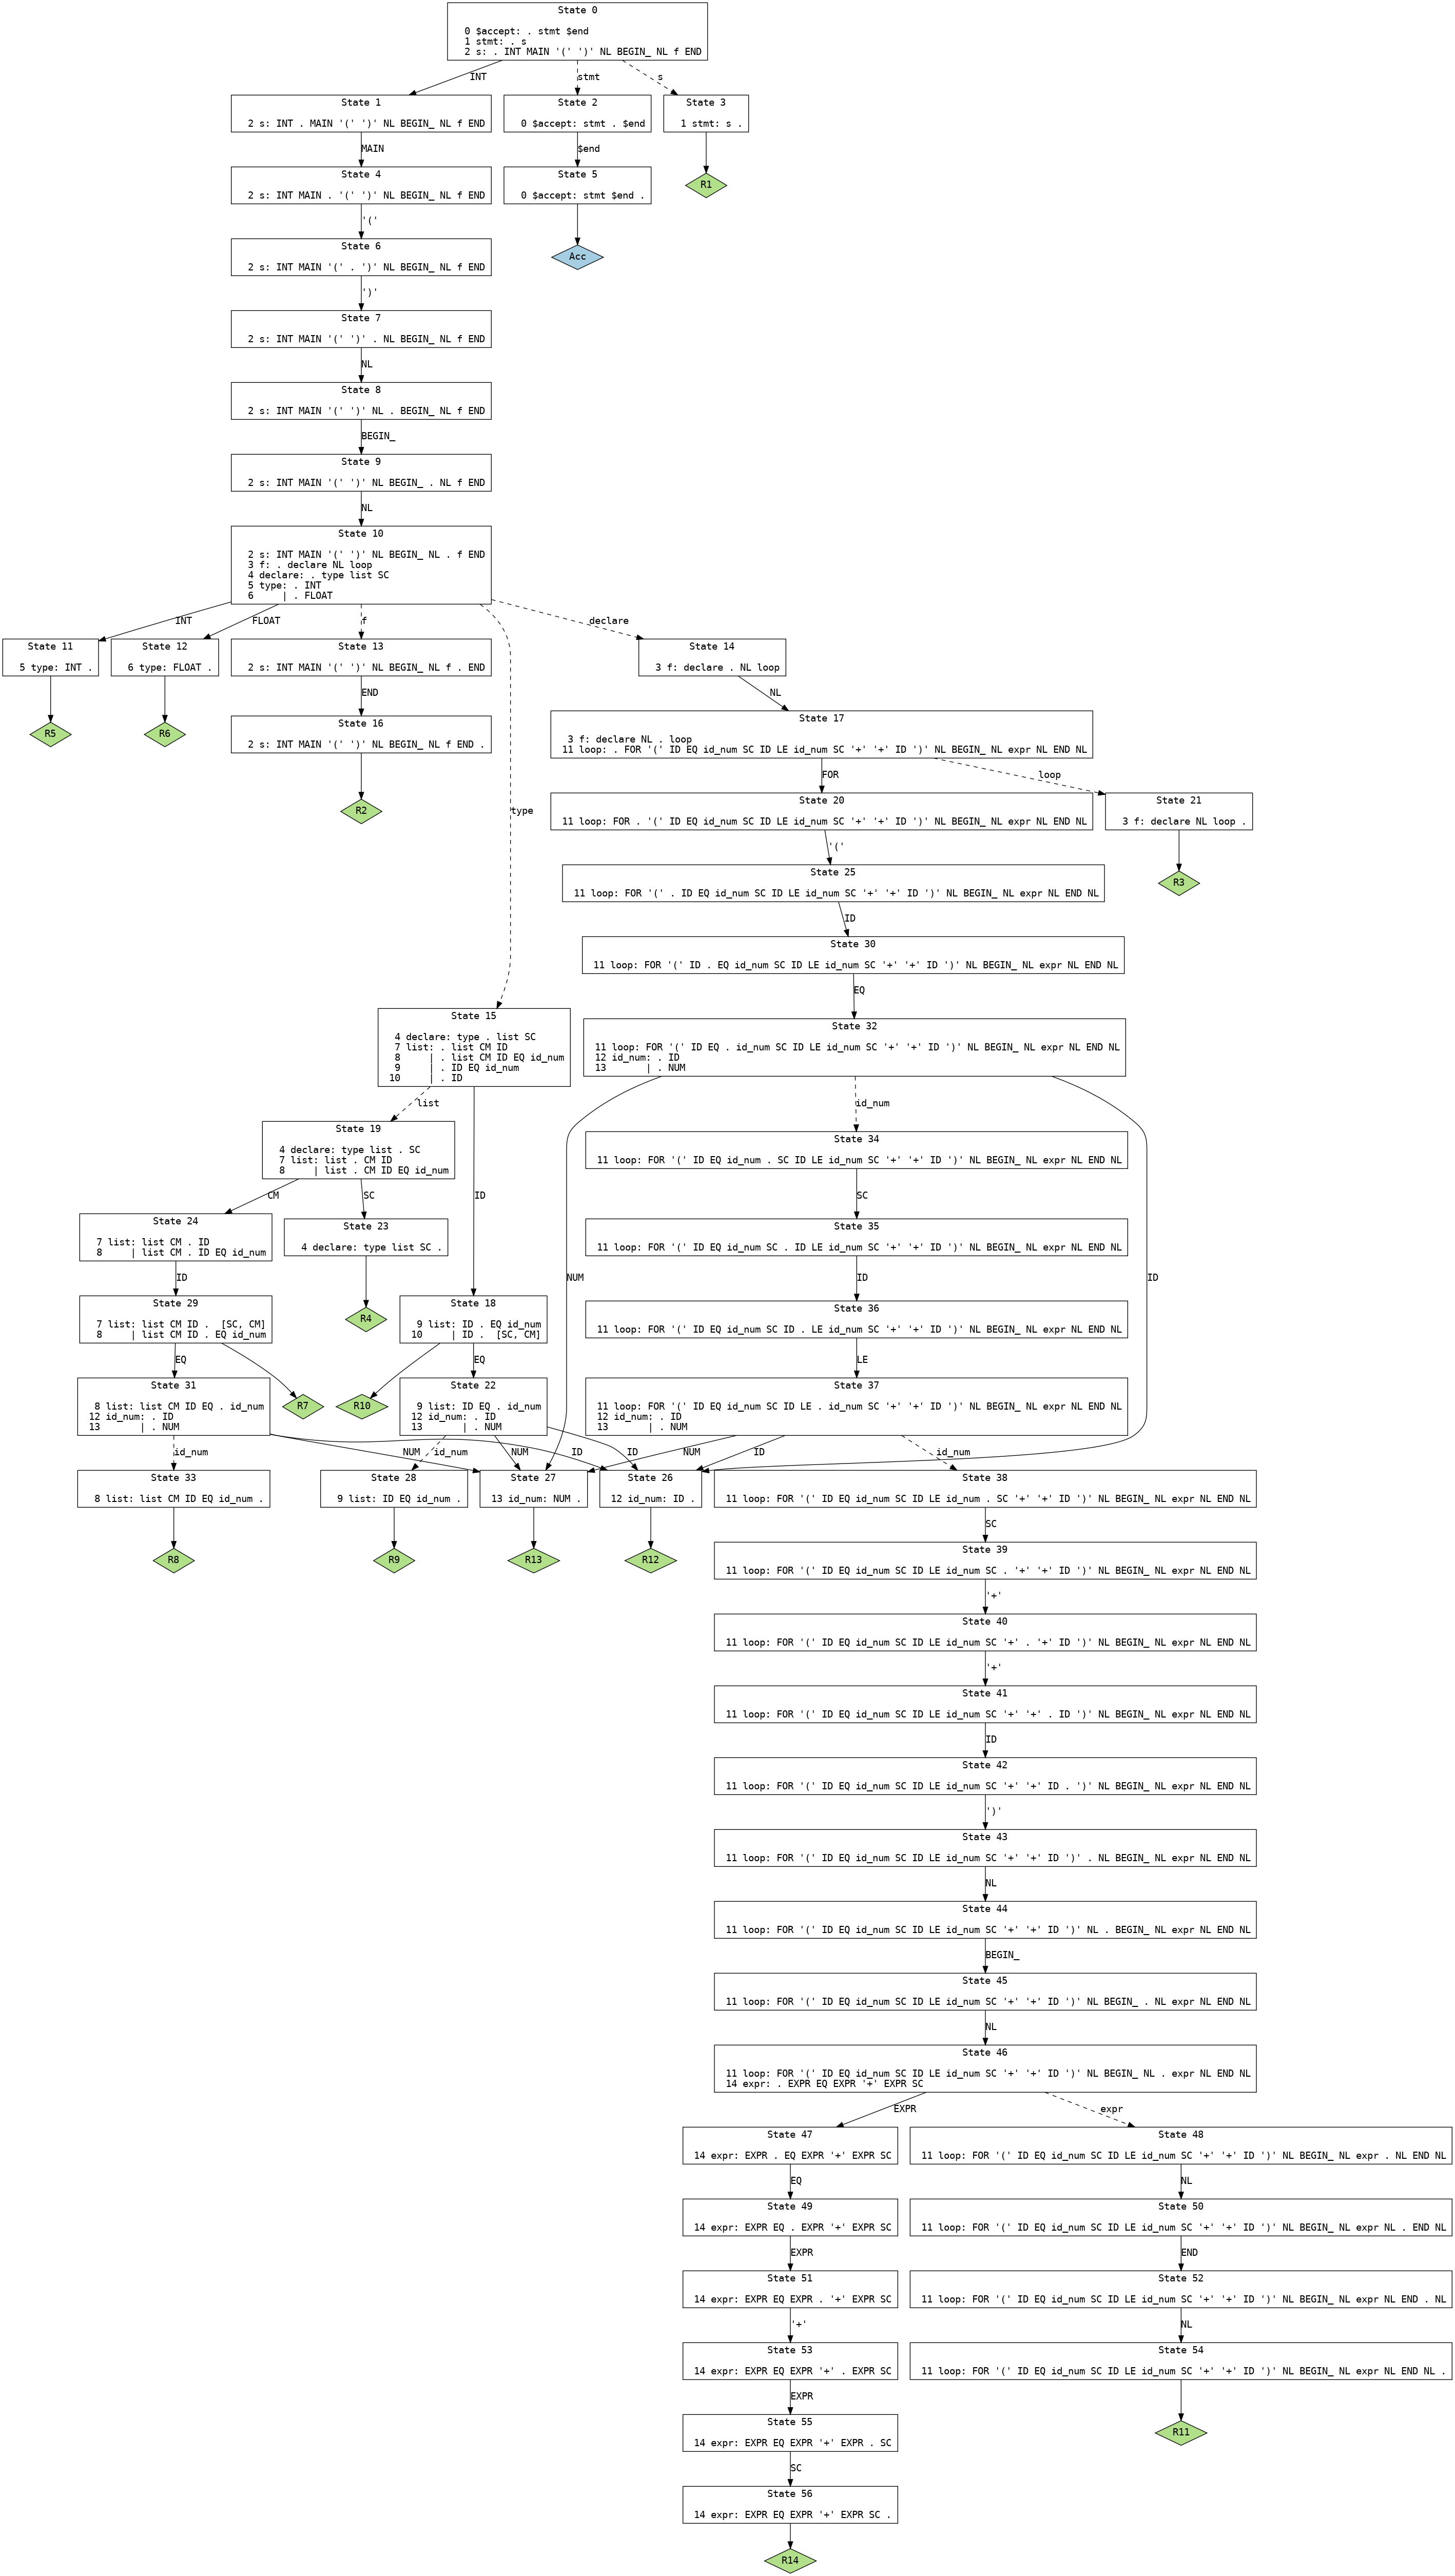 State 0
0 $accept: . stmt $end
1 stmt: . s
2 s: . INT MAIN '(' ')' NL BEGIN_ NL f END
INT
stmt
s
State 1
2 s: INT . MAIN '(' ')' NL BEGIN_ NL f END
State 2
0 $accept: stmt . $end
State 3
1 stmt: s .
MAIN
$end
State 4
2 s: INT MAIN . '(' ')' NL BEGIN_ NL f END
State 5
0 $accept: stmt $end .
R1
'('
State 6
2 s: INT MAIN '(' . ')' NL BEGIN_ NL f END
Acc
')'
State 7
2 s: INT MAIN '(' ')' . NL BEGIN_ NL f END
NL
State 8
2 s: INT MAIN '(' ')' NL . BEGIN_ NL f END
BEGIN_
State 9
2 s: INT MAIN '(' ')' NL BEGIN_ . NL f END
NL
State 10
2 s: INT MAIN '(' ')' NL BEGIN_ NL . f END
3 f: . declare NL loop
4 declare: . type list SC
5 type: . INT
6 | . FLOAT
INT
FLOAT
f
declare
State 11
5 type: INT .
State 12
6 type: FLOAT .
State 13
2 s: INT MAIN '(' ')' NL BEGIN_ NL f . END
State 14
3 f: declare . NL loop
END
NL
R5
R6
State 16
2 s: INT MAIN '(' ')' NL BEGIN_ NL f END .
State 17
3 f: declare NL . loop
11 loop: . FOR '(' ID EQ id_num SC ID LE id_num SC '+' '+' ID ')' NL BEGIN_ NL expr NL END NL
FOR
loop
R2
type
State 20
11 loop: FOR . '(' ID EQ id_num SC ID LE id_num SC '+' '+' ID ')' NL BEGIN_ NL expr NL END NL
State 21
3 f: declare NL loop .
'('
State 25
11 loop: FOR '(' . ID EQ id_num SC ID LE id_num SC '+' '+' ID ')' NL BEGIN_ NL expr NL END NL
R3
ID
State 30
11 loop: FOR '(' ID . EQ id_num SC ID LE id_num SC '+' '+' ID ')' NL BEGIN_ NL expr NL END NL
EQ
State 15
4 declare: type . list SC
7 list: . list CM ID
8 | . list CM ID EQ id_num
9 | . ID EQ id_num
10 | . ID
State 32
11 loop: FOR '(' ID EQ . id_num SC ID LE id_num SC '+' '+' ID ')' NL BEGIN_ NL expr NL END NL
12 id_num: . ID
13 | . NUM
list
id_num
State 19
4 declare: type list . SC
7 list: list . CM ID
8 | list . CM ID EQ id_num
State 34
11 loop: FOR '(' ID EQ id_num . SC ID LE id_num SC '+' '+' ID ')' NL BEGIN_ NL expr NL END NL
CM
SC
ID
SC
State 24
7 list: list CM . ID
8 | list CM . ID EQ id_num
State 23
4 declare: type list SC .
State 35
11 loop: FOR '(' ID EQ id_num SC . ID LE id_num SC '+' '+' ID ')' NL BEGIN_ NL expr NL END NL
ID
NUM
ID
ID
State 29
7 list: list CM ID . [SC, CM]
8 | list CM ID . EQ id_num
R4
State 18
9 list: ID . EQ id_num
10 | ID . [SC, CM]
State 36
11 loop: FOR '(' ID EQ id_num SC ID . LE id_num SC '+' '+' ID ')' NL BEGIN_ NL expr NL END NL
EQ
EQ
LE
State 31
8 list: list CM ID EQ . id_num
12 id_num: . ID
13 | . NUM
R7
R10
State 22
9 list: ID EQ . id_num
12 id_num: . ID
13 | . NUM
State 37
11 loop: FOR '(' ID EQ id_num SC ID LE . id_num SC '+' '+' ID ')' NL BEGIN_ NL expr NL END NL
12 id_num: . ID
13 | . NUM
id_num
NUM
id_num
NUM
ID
ID
NUM
ID
id_num
State 33
8 list: list CM ID EQ id_num .
State 28
9 list: ID EQ id_num .
State 27
13 id_num: NUM .
State 26
12 id_num: ID .
State 38
11 loop: FOR '(' ID EQ id_num SC ID LE id_num . SC '+' '+' ID ')' NL BEGIN_ NL expr NL END NL
SC
R8
R9
R13
R12
State 39
11 loop: FOR '(' ID EQ id_num SC ID LE id_num SC . '+' '+' ID ')' NL BEGIN_ NL expr NL END NL
'+'
State 40
11 loop: FOR '(' ID EQ id_num SC ID LE id_num SC '+' . '+' ID ')' NL BEGIN_ NL expr NL END NL
'+'
State 41
11 loop: FOR '(' ID EQ id_num SC ID LE id_num SC '+' '+' . ID ')' NL BEGIN_ NL expr NL END NL
ID
State 42
11 loop: FOR '(' ID EQ id_num SC ID LE id_num SC '+' '+' ID . ')' NL BEGIN_ NL expr NL END NL
')'
State 43
11 loop: FOR '(' ID EQ id_num SC ID LE id_num SC '+' '+' ID ')' . NL BEGIN_ NL expr NL END NL
NL
State 44
11 loop: FOR '(' ID EQ id_num SC ID LE id_num SC '+' '+' ID ')' NL . BEGIN_ NL expr NL END NL
BEGIN_
State 45
11 loop: FOR '(' ID EQ id_num SC ID LE id_num SC '+' '+' ID ')' NL BEGIN_ . NL expr NL END NL
NL
State 46
11 loop: FOR '(' ID EQ id_num SC ID LE id_num SC '+' '+' ID ')' NL BEGIN_ NL . expr NL END NL
14 expr: . EXPR EQ EXPR '+' EXPR SC
EXPR
expr
State 47
14 expr: EXPR . EQ EXPR '+' EXPR SC
State 48
11 loop: FOR '(' ID EQ id_num SC ID LE id_num SC '+' '+' ID ')' NL BEGIN_ NL expr . NL END NL
EQ
NL
State 49
14 expr: EXPR EQ . EXPR '+' EXPR SC
State 50
11 loop: FOR '(' ID EQ id_num SC ID LE id_num SC '+' '+' ID ')' NL BEGIN_ NL expr NL . END NL
EXPR
END
State 51
14 expr: EXPR EQ EXPR . '+' EXPR SC
State 52
11 loop: FOR '(' ID EQ id_num SC ID LE id_num SC '+' '+' ID ')' NL BEGIN_ NL expr NL END . NL
'+'
NL
State 53
14 expr: EXPR EQ EXPR '+' . EXPR SC
State 54
11 loop: FOR '(' ID EQ id_num SC ID LE id_num SC '+' '+' ID ')' NL BEGIN_ NL expr NL END NL .
EXPR
State 55
14 expr: EXPR EQ EXPR '+' EXPR . SC
R11
SC
State 56
14 expr: EXPR EQ EXPR '+' EXPR SC .
R14